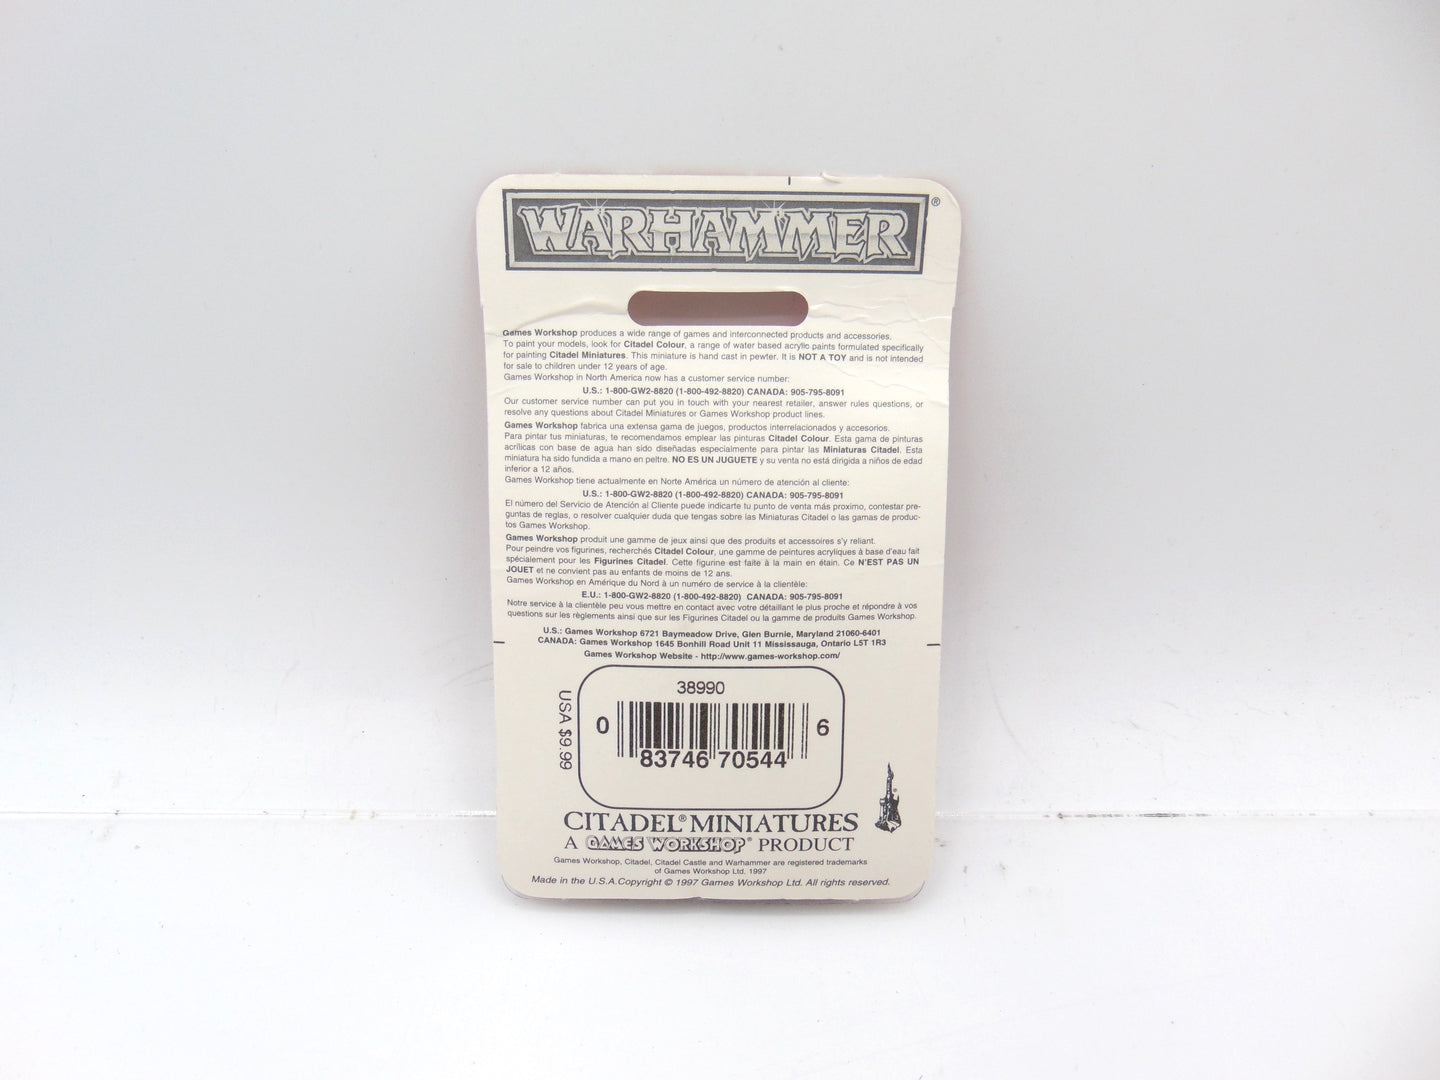 WARHAMMER®
Games Workshop produces a wide range of games and interconnected products and accessories.
To paint your models, look for Citadel Colour, a range of water based acrylic paints formulated specifically
for painting Citadel Miniatures. This miniature is hand cast in pewter. It is NOT A TOY and is not intended
for sale to children under 12 years of age.
Games Workshop in North America now has a customer service number:
U.S.: 1-800-GW2-8820 (1-800-492-8820) CANADA: 905-795-8091
Our customer service number can put you in touch with your nearest retailer, answer rules questions, or
resolve any questions about Citadel Miniatures or Games Workshop product lines.
Games Workshop fabrica una extensa gama de juegos, productos interrelacionados y accesorios.
Para pintar tus miniaturas, te recomendamos emplear las pinturas Citadel Colour. Esta gama de pinturas
acrílicas con base de agua han sido diseñadas especialmente para pintar las Miniaturas Citadel. Esta
miniatura ha sido fundida a mano en peltre. NO ES UN JUGUETE y su venta no está dirigida a niños de edad
inferior a 12 años.
Games Workshop tiene actualmente en Norte América un número de atención al cliente:
U.S.: 1-800-GW2-8820 (1-800-492-8820) CANADA: 905-795-8091
El número del Servicio de Atención al Cliente puede indicarte tu punto de venta más proximo, contestar pre-
guntas de reglas, o resolver cualquier duda que tengas sobre las Miniaturas Citadel o las gamas de produc-
tos Games Workshop.
Games Workshop produit une gamme de jeux ainsi que des produits et accessoires s'y reliant.
Pour peindre vos figurines, recherchés Citadel Colour, une gamme de peintures acryliques à base d'eau fait
spécialement pour les Figurines Citadel. Cette figurine est faite à la main en étain. Ce N'EST PAS UN
JOUET et ne convient pas au enfants de moins de 12 ans.
Games Workshop en Amérique du Nord à un numéro de service à la clientèle:
E.U.: 1-800-GW2-8820 (1-800-492-8820) CANADA: 905-795-8091
Notre service à la clientèle peu vous mettre en contact avec votre détaillant le plus proche et répondre à vos
questions sur les règlements ainsi que sur les Figurines Citadel ou la gamme de produits Games Workshop.
U.S.: Games Workshop 6721 Baymeadow Drive, Glen Burnie, Maryland 21060-6401
CANADA: Games Workshop 1645 Bonhill Road Unit 11 Mississauga, Ontario L5T 1R3
Games Workshop Website - http://www.games-workshop.com/
USA $9.99
38990
0 83746 70544 6
CITADEL® MINIATURES
A GAMES WORKSHOP® PRODUCT
Games Workshop, Citadel, Citadel Castle and Warhammer are registered trademarks
of Games Workshop Ltd, 1997
Made in the U.S.A. Copyright © 1997 Games Workshop Ltd. All rights reserved.